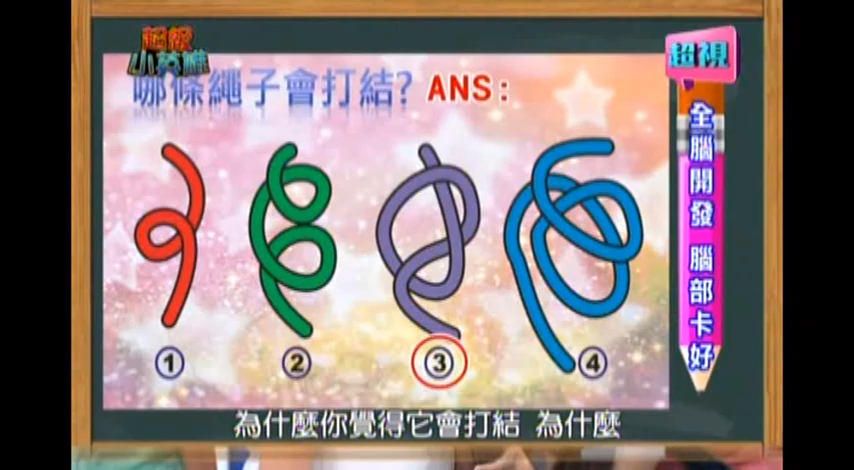 超級
小英雄
超視
哪條繩子會打結? ANS:
全腦開發 腦部卡好
① ② ③ ④
為什麼你覺得它會打結 為什麼